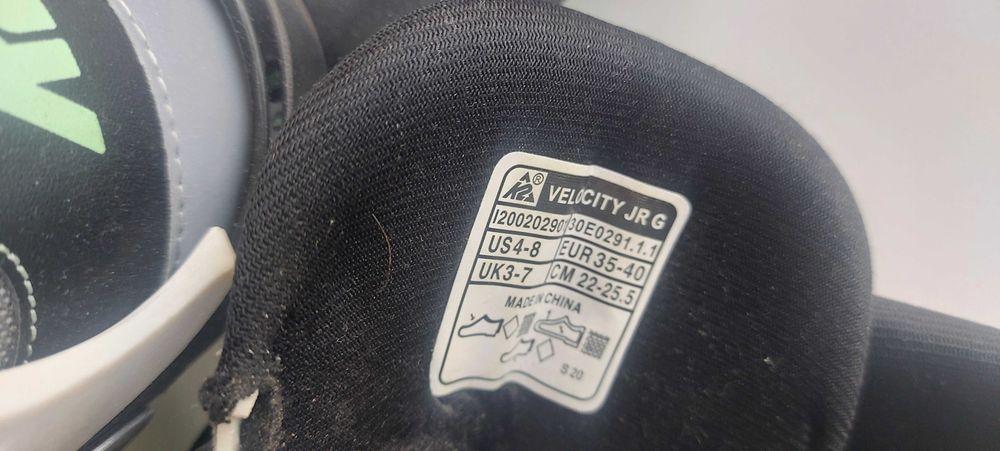 K2® VELOCITY JR G
I20020290 30E0291.1.1
US4-8 EUR 35-40
UK3-7 CM 22-25.5
MADE IN CHINA
S 20